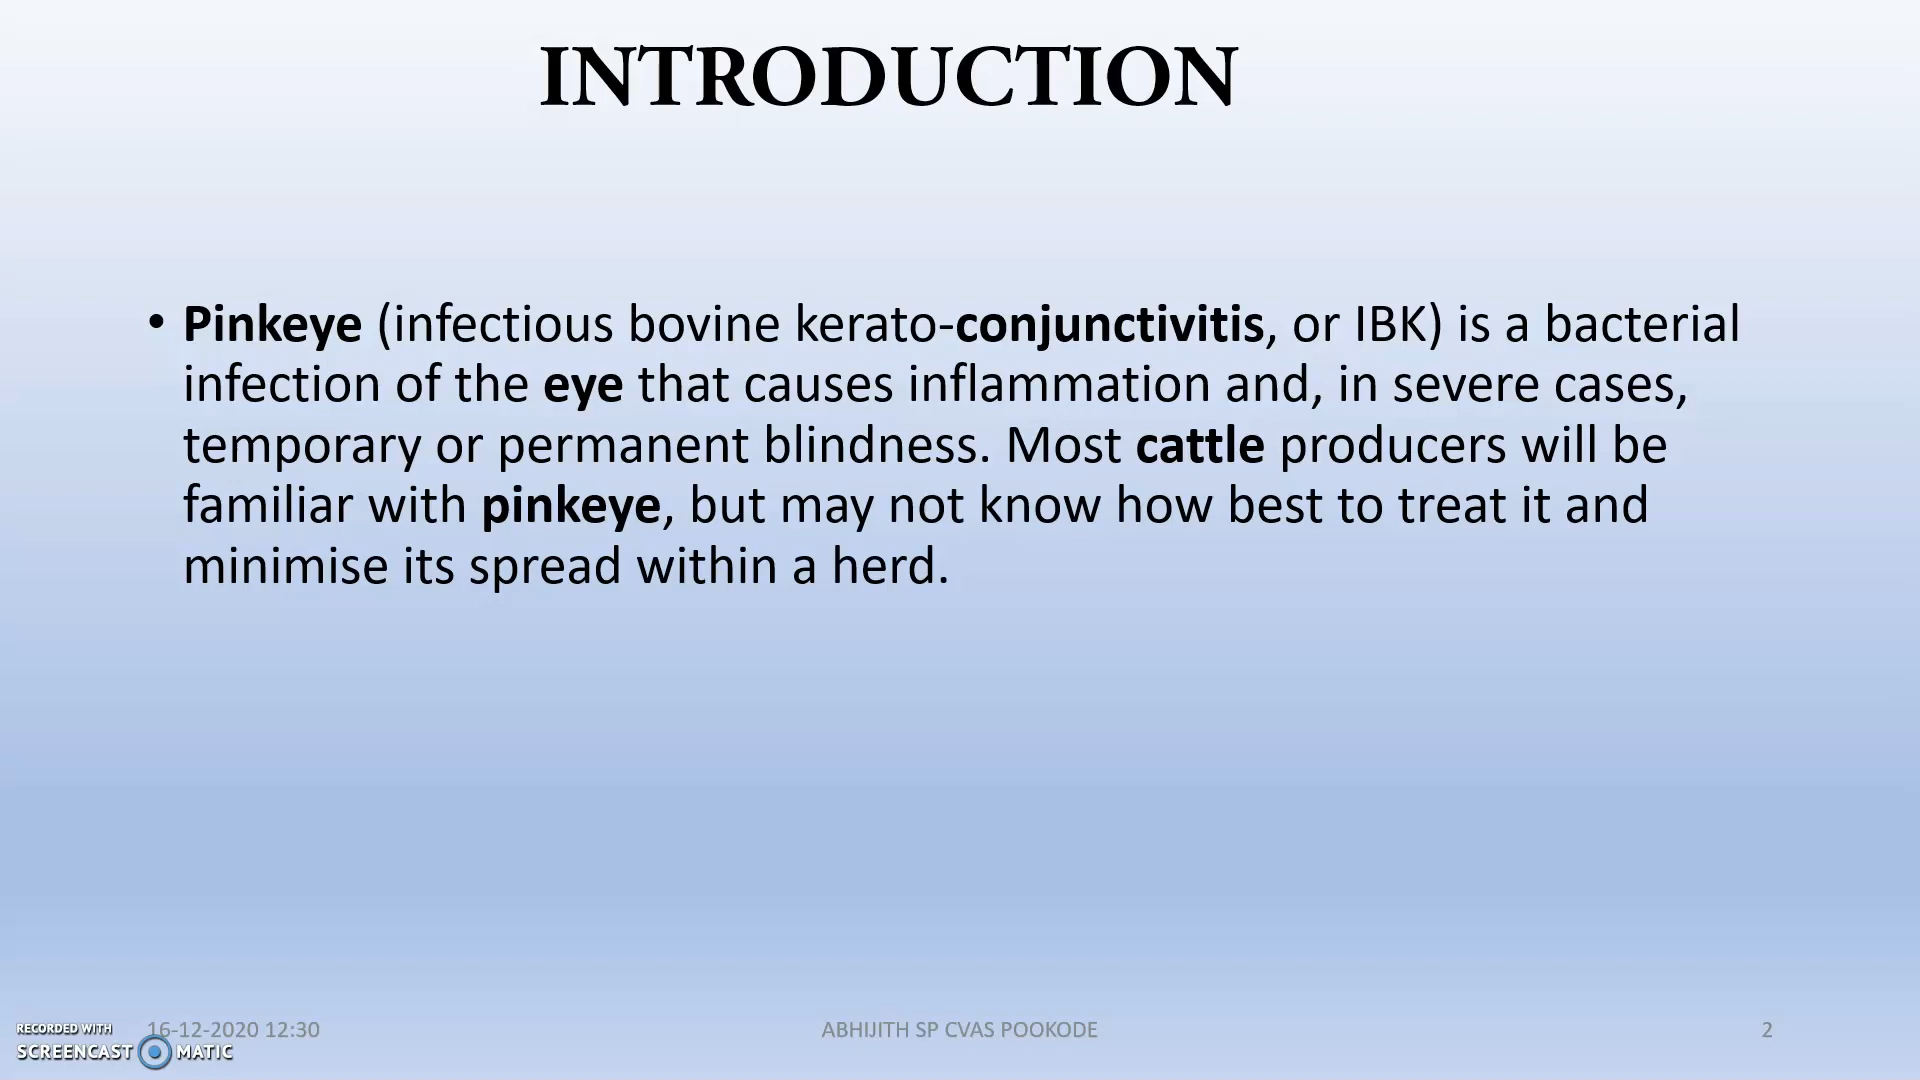 INTRODUCTION
• Pinkeye (infectious bovine kerato-conjunctivitis, or IBK) is a bacterial
infection of the eye that causes inflammation and, in severe cases,
temporary or permanent blindness. Most cattle producers will be
familiar with pinkeye, but may not know how best to treat it and
minimise its spread within a herd.
16-12-2020 12:30
ABHIJITH SP CVAS POOKODE
2
RECORDED WITH
SCREENCAST MATIC